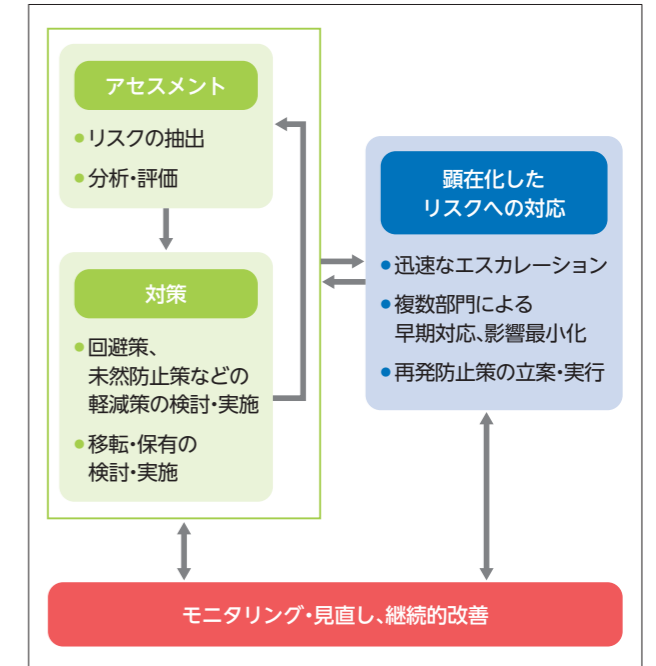 アセスメント
•リスクの抽出
•分析・評価
対策
•回避策、
未然防止策などの
軽減策の検討・実施
•移転・保有の
検討・実施
顕在化した
リスクへの対応
•迅速なエスカレーション
•複数部門による
早期対応、影響最小化
•再発防止策の立案・実行
モニタリング・見直し、継続的改善